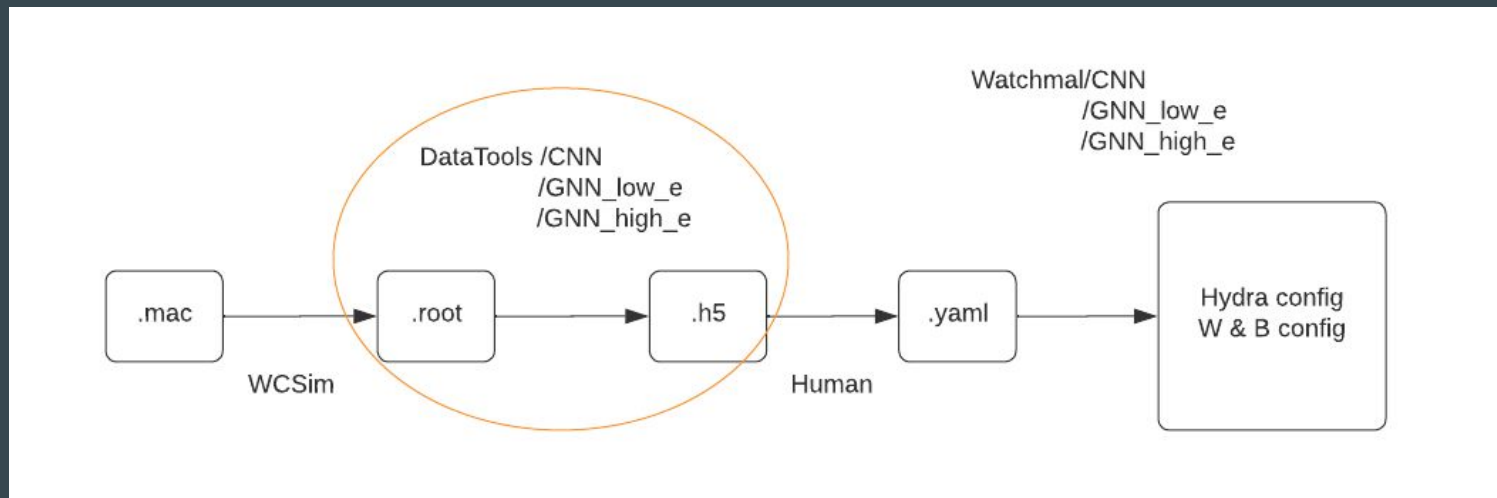 Watchmal/CNN
/GNN_low_e
/GNN_high_e
DataTools /CNN
/GNN_low_e
/GNN_high_e
.mac
.root
.h5
.yaml
Hydra config
W & B config
WCSim
Human